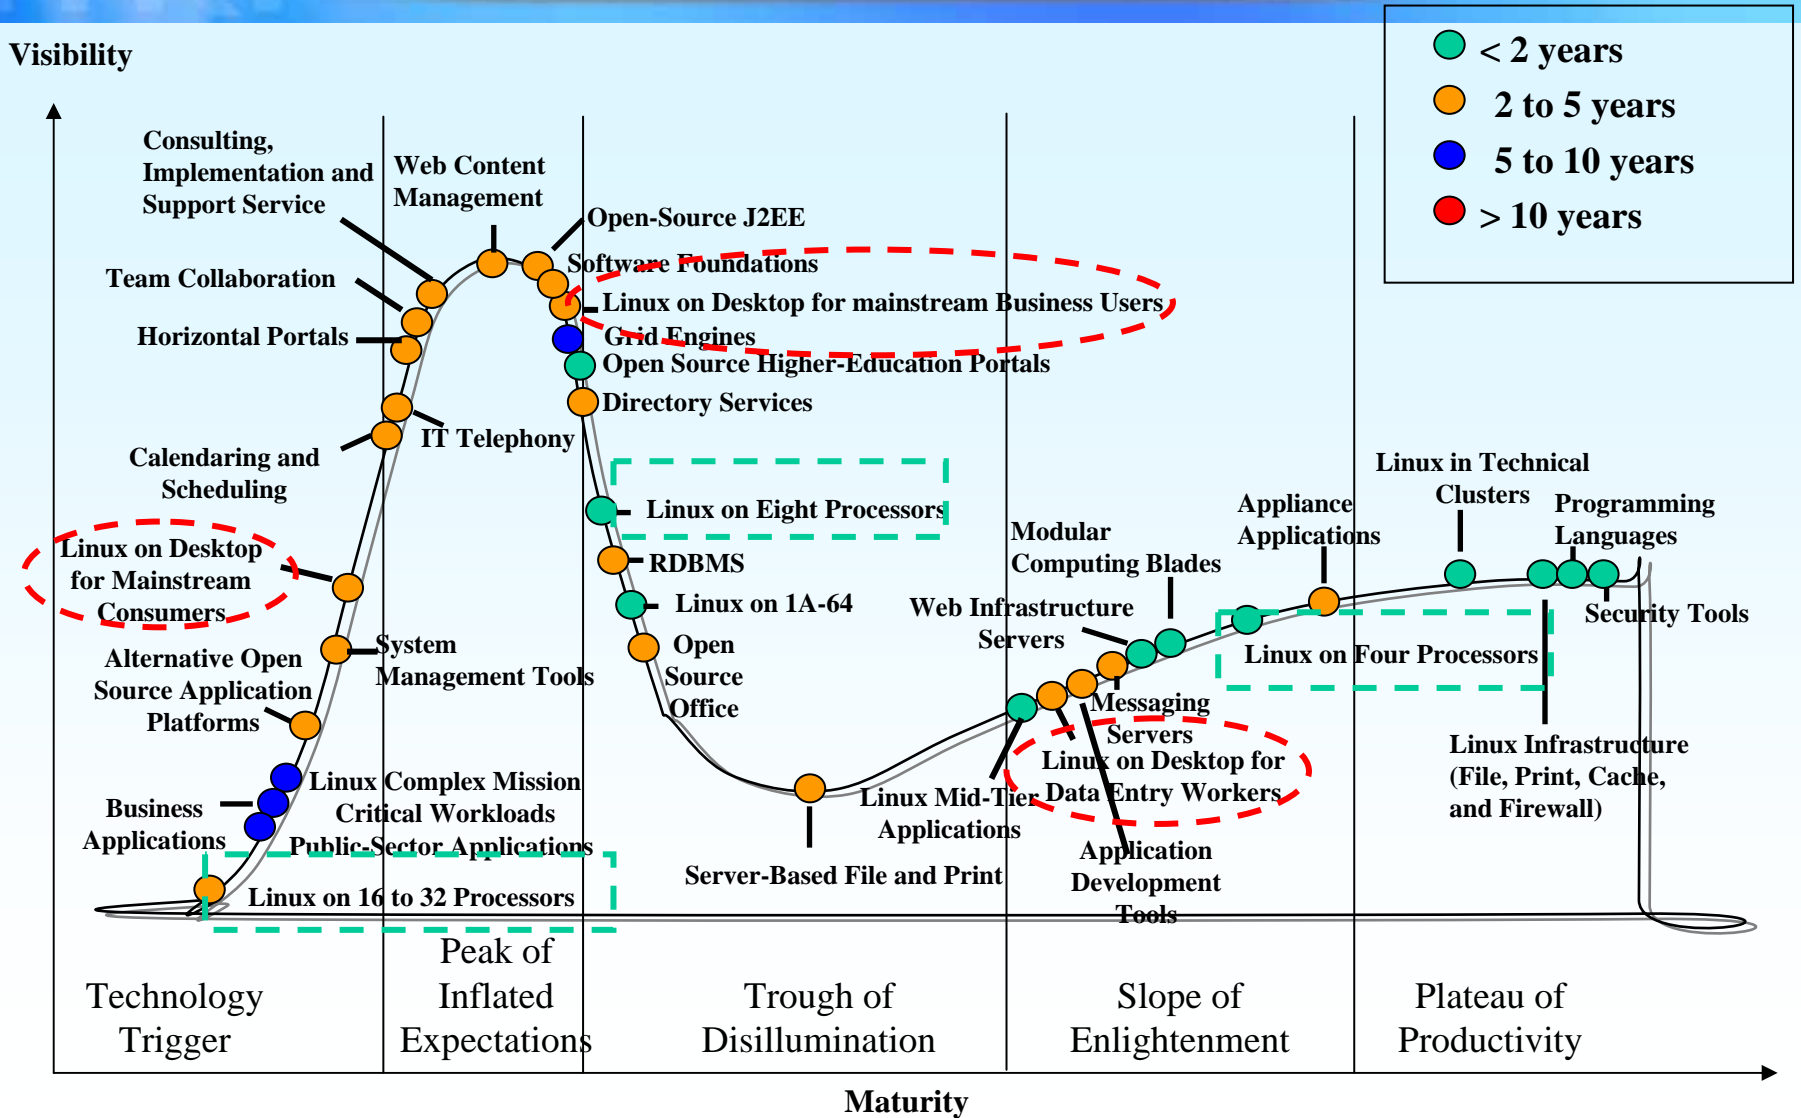 Visibility
< 2 years
2 to 5 years
5 to 10 years
> 10 years
Consulting,
Implementation and
Support Service
Web Content
Management
Open-Source J2EE
Team Collaboration
Software Foundations
Linux on Desktop for mainstream Business Users
Horizontal Portals
Grid Engines
Open Source Higher-Education Portals
Directory Services
IT Telephony
Calendaring and
Scheduling
Linux on Eight Processors
Linux in Technical
Clusters
Programming
Languages
Appliance
Applications
Modular
Computing Blades
Linux on Desktop
for Mainstream
Consumers
RDBMS
Linux on 1A-64
Web Infrastructure
Servers
Security Tools
System
Management Tools
Open
Source
Office
Alternative Open
Source Application
Platforms
Linux on Four Processors
Messaging
Servers
Linux Infrastructure
(File, Print, Cache,
and Firewall)
Linux on Desktop for
Data Entry Workers
Linux Complex Mission
Critical Workloads
Public-Sector Applications
Business
Applications
Linux Mid-Tier
Applications
Server-Based File and Print
Application
Development
Tools
Linux on 16 to 32 Processors
Technology
Trigger
Peak of
Inflated
Expectations
Trough of
Disillumination
Slope of
Enlightenment
Plateau of
Productivity
Maturity